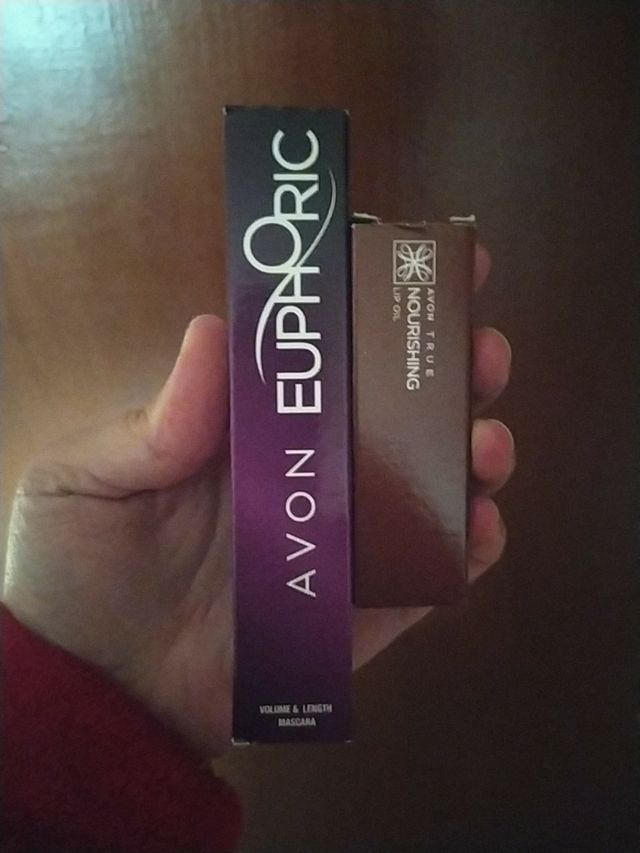 AVON EUPHORIC
VOLUME & LENGTH
MASCARA
AVON TRUE
NOURISHING
LIP OIL